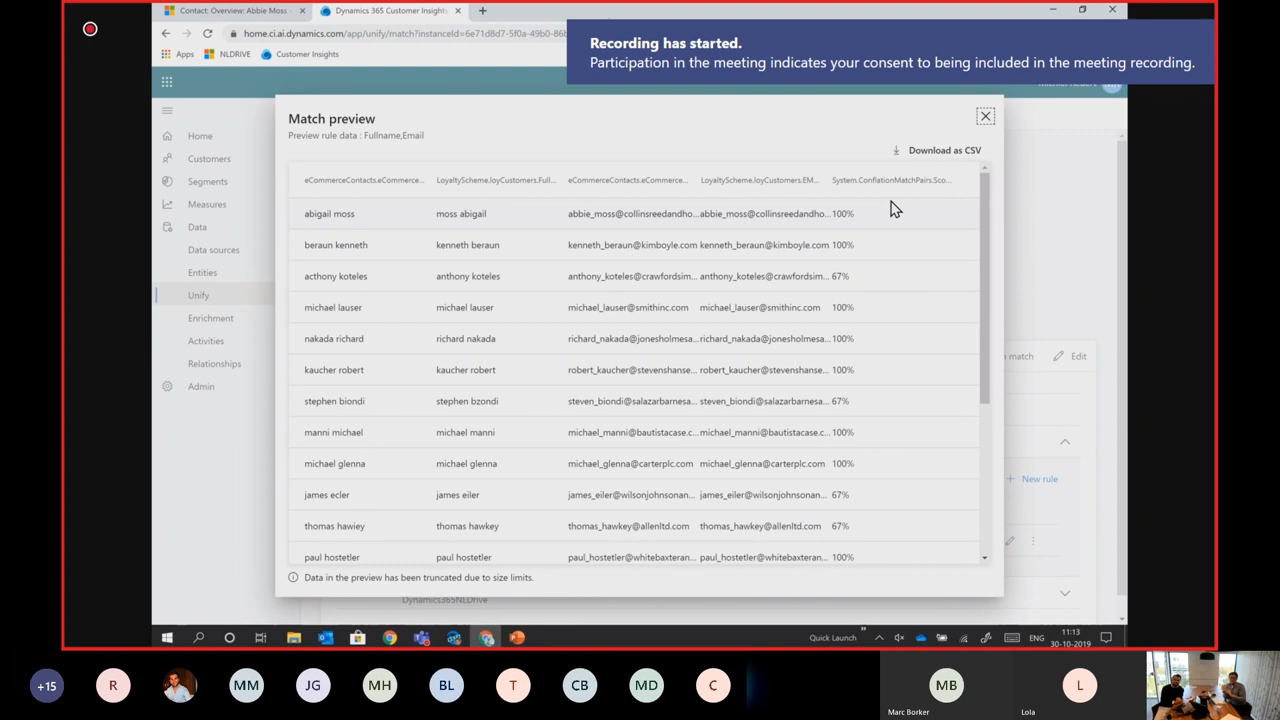 Contact: Overview: Abbie Moss -
Dynamics 365 Customer Insights
home.ci.ai.dynamics.com/app/unify/match?instanceId=6e71d8d7-5f0a-49b0-86b
Recording has started.
Participation in the meeting indicates your consent to being included in the meeting recording.
Apps NLDRIVE Customer Insights
Match preview
Preview rule data : Fullname,Email
Download as CSV
Home
Customers
Segments
Measures
Data
Data sources
Entities
Unify
Enrichment
Activities
Relationships
Admin
eCommerceContacts.eCommerce... LoyaltyScheme.loyCustomers.Full... eCommerceContacts.eCommerce... LoyaltyScheme.loyCustomers.EM... System.ConflationMatchPairs.Sco...
abigail moss moss abigail abbie_moss@collinsreedandho... abbie_moss@collinsreedandho... 100%
beraun kenneth kenneth beraun kenneth_beraun@kimboyle.com kenneth_beraun@kimboyle.com 100%
acthony koteles anthony koteles anthony_koteles@crawfordsim... anthony_koteles@crawfordsim... 67%
michael lauser michael lauser michael_lauser@smithinc.com michael_lauser@smithinc.com 100%
nakada richard richard nakada richard_nakada@jonesholmesa... richard_nakada@jonesholmesa... 100%
kaucher robert kaucher robert robert_kaucher@stevenshanse... robert_kaucher@stevenshanse... 100%
stephen biondi stephen bzondi steven_biondi@salazarbarnesa... steven_biondi@salazarbarnesa... 67%
manni michael michael manni michael_manni@bautistacase.c... michael_manni@bautistacase.c... 100%
michael glenna michael glenna michael_glenna@carterplc.com michael_glenna@carterplc.com 100%
james ecler james eiler james_eiler@wilsonjohnsonan... james_eiler@wilsonjohnsonan... 67%
thomas hawiey thomas hawkey thomas_hawkey@allenltd.com thomas_hawkey@allenltd.com 67%
paul hostetler paul hostetler paul_hostetler@whitebaxteran... paul_hostetler@whitebaxteran... 100%
Data in the preview has been truncated due to size limits.
match Edit
New rule
Dynamics365NLDrive
Quick Launch
ENG
11:13
30-10-2019
+15 R MM JG MH BL T CB MD C MB L
Marc Borker Lola